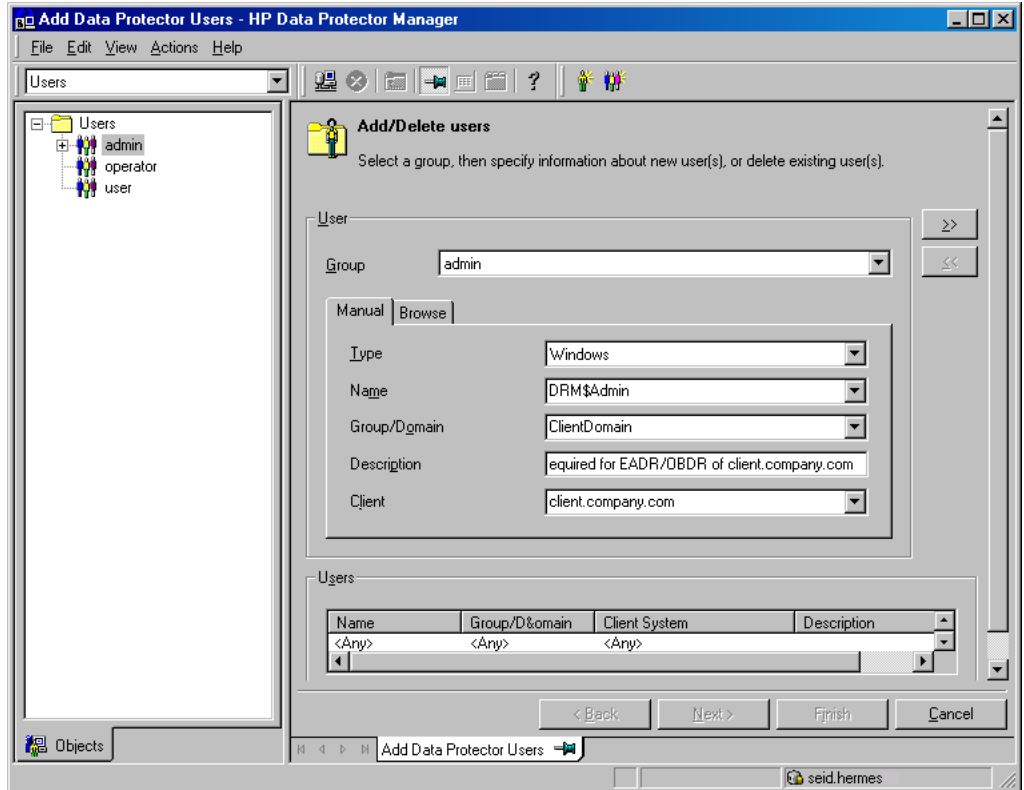 Add Data Protector Users - HP Data Protector Manager
File Edit View Actions Help
Users
Users
admin
operator
user
Add/Delete users
Select a group, then specify information about new user(s), or delete existing user(s).
User
>>
<<
Group admin
Manual Browse
Type Windows
Name DRM$Admin
Group/Domain ClientDomain
Description equired for EADR/OBDR of client.company.com
Client client.company.com
Users
Name Group/D&omain Client System Description
<Any> <Any> <Any>
< Back Next > Finish Cancel
Objects
Add Data Protector Users
seid.hermes